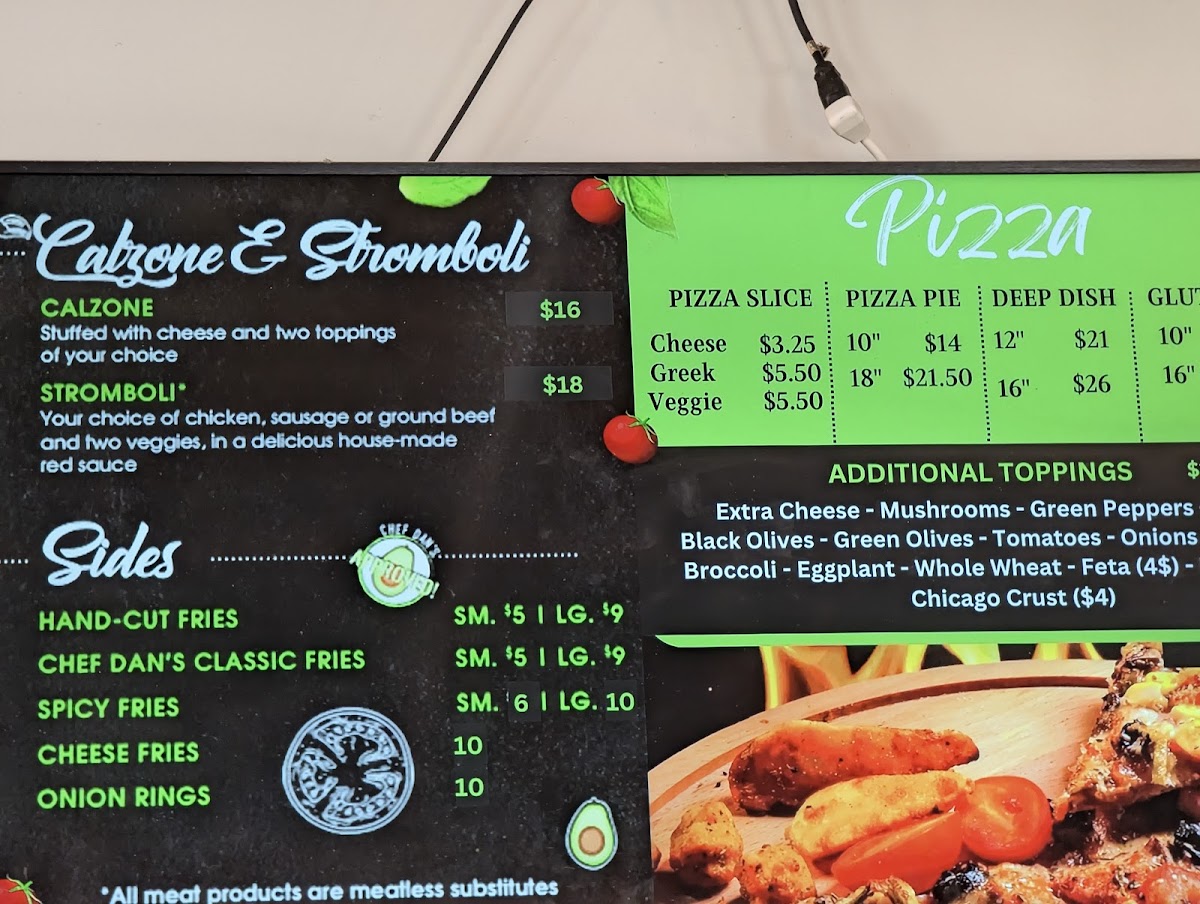 Calzone & Stromboli
CALZONE $16
Stuffed with cheese and two toppings
of your choice
STROMBOLI* $18
Your choice of chicken, sausage or ground beef
and two veggies, in a delicious house-made
red sauce
Sides
CHEF DAN'S
APPROVED!
HAND-CUT FRIES SM. $5 | LG. $9
CHEF DAN'S CLASSIC FRIES SM. $5 | LG. $9
SPICY FRIES SM. 6 | LG. 10
CHEESE FRIES 10
ONION RINGS 10
*All meat products are meatless substitutes
Pizza
PIZZA SLICE
Cheese $3.25
Greek $5.50
Veggie $5.50
PIZZA PIE
10" $14
18" $21.50
DEEP DISH
12" $21
16" $26
GLUT
10"
16"
ADDITIONAL TOPPINGS $
Extra Cheese - Mushrooms - Green Peppers -
Black Olives - Green Olives - Tomatoes - Onions
Broccoli - Eggplant - Whole Wheat - Feta (4$) -
Chicago Crust ($4)